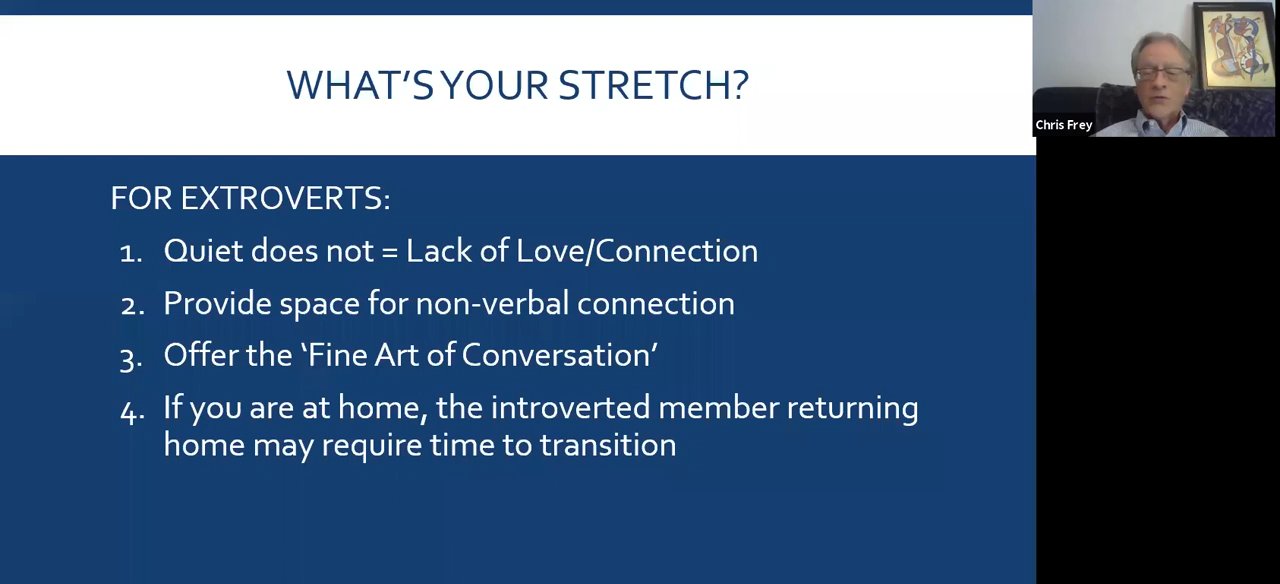 WHAT'S YOUR STRETCH?
Chris Frey
FOR EXTROVERTS:
1. Quiet does not = Lack of Love/Connection
2. Provide space for non-verbal connection
3. Offer the ‘Fine Art of Conversation’
4. If you are at home, the introverted member returning
home may require time to transition